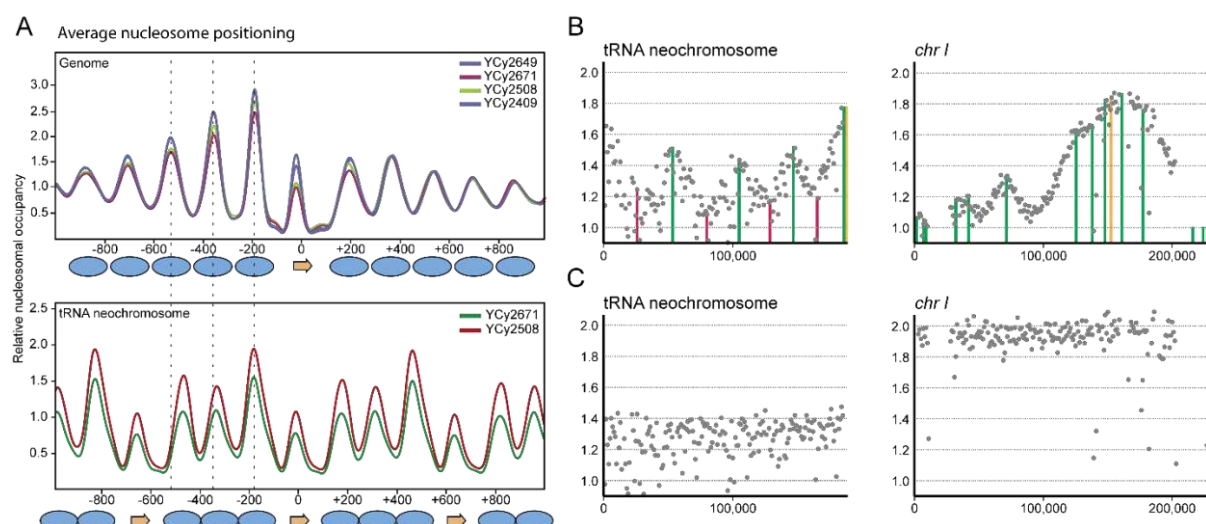 A
Average nucleosome positioning
Genome
YCy2649
YCy2671
YCy2508
YCy2409
3.0
2.5
2.0
1.5
1.0
0.5
-800 -600 -400 -200 0 +200 +400 +600 +800
Relative nucleosomal occupancy
tRNA neochromosome
YCy2671
YCy2508
2.5
2.0
1.5
1.0
0.5
-800 -600 -400 -200 0 +200 +400 +600 +800
B
tRNA neochromosome
2.0
1.8
1.6
1.4
1.2
1.0
100,000
chr I
2.0
1.8
1.6
1.4
1.2
1.0
100,000 200,000
C
tRNA neochromosome
2.0
1.8
1.6
1.4
1.2
1.0
100,000
chr I
2.0
1.8
1.6
1.4
1.2
1.0
100,000 200,000